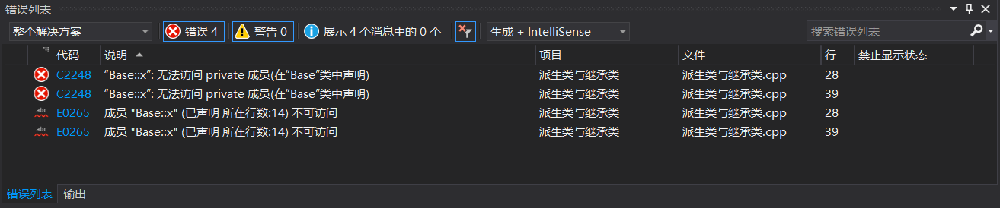 错误列表
整个解决方案 错误 4 警告 0 展示 4 个消息中的 0 个 生成 + IntelliSense 搜索错误列表
代码 说明 项目 文件 行 禁止显示状态
C2248 “Base::x”: 无法访问 private 成员(在“Base”类中声明) 派生类与继承类 派生类与继承类.cpp 28
C2248 “Base::x”: 无法访问 private 成员(在“Base”类中声明) 派生类与继承类 派生类与继承类.cpp 39
abc E0265 成员 "Base::x" (已声明 所在行数:14) 不可访问 派生类与继承类 派生类与继承类.cpp 28
abc E0265 成员 "Base::x" (已声明 所在行数:14) 不可访问 派生类与继承类 派生类与继承类.cpp 39
错误列表 输出